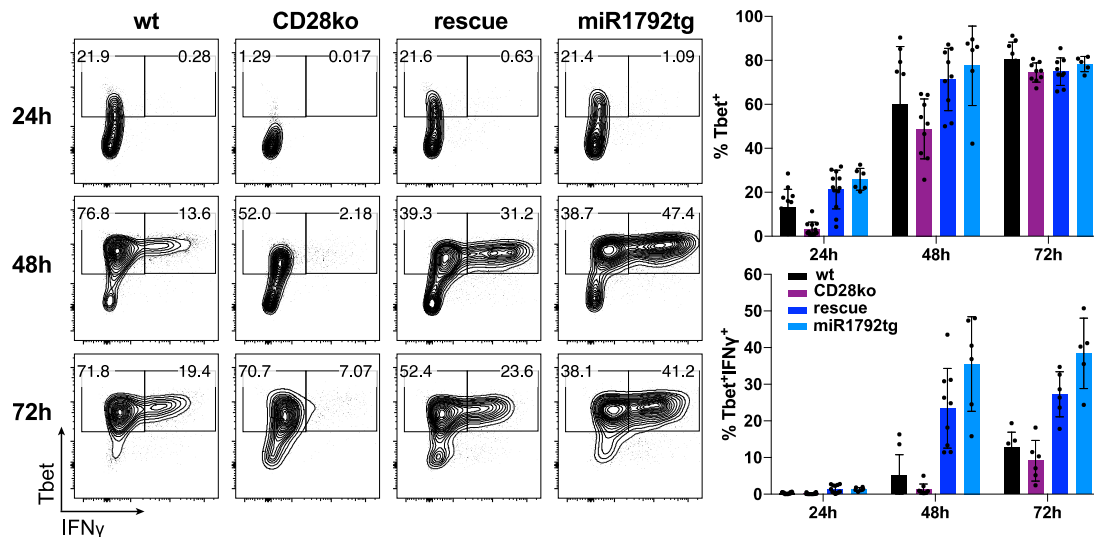 wt CD28ko rescue miR1792tg
24h
21.9 0.28
1.29 0.017
21.6 0.63
21.4 1.09
48h
76.8 13.6
52.0 2.18
39.3 31.2
38.7 47.4
72h
71.8 19.4
70.7 7.07
52.4 23.6
38.1 41.2
Tbet
IFNγ
% Tbet⁺
100
80
60
40
20
0
24h 48h 72h
% Tbet⁺IFNγ⁺
60
50
40
30
20
10
0
wt
CD28ko
rescue
miR1792tg
24h 48h 72h